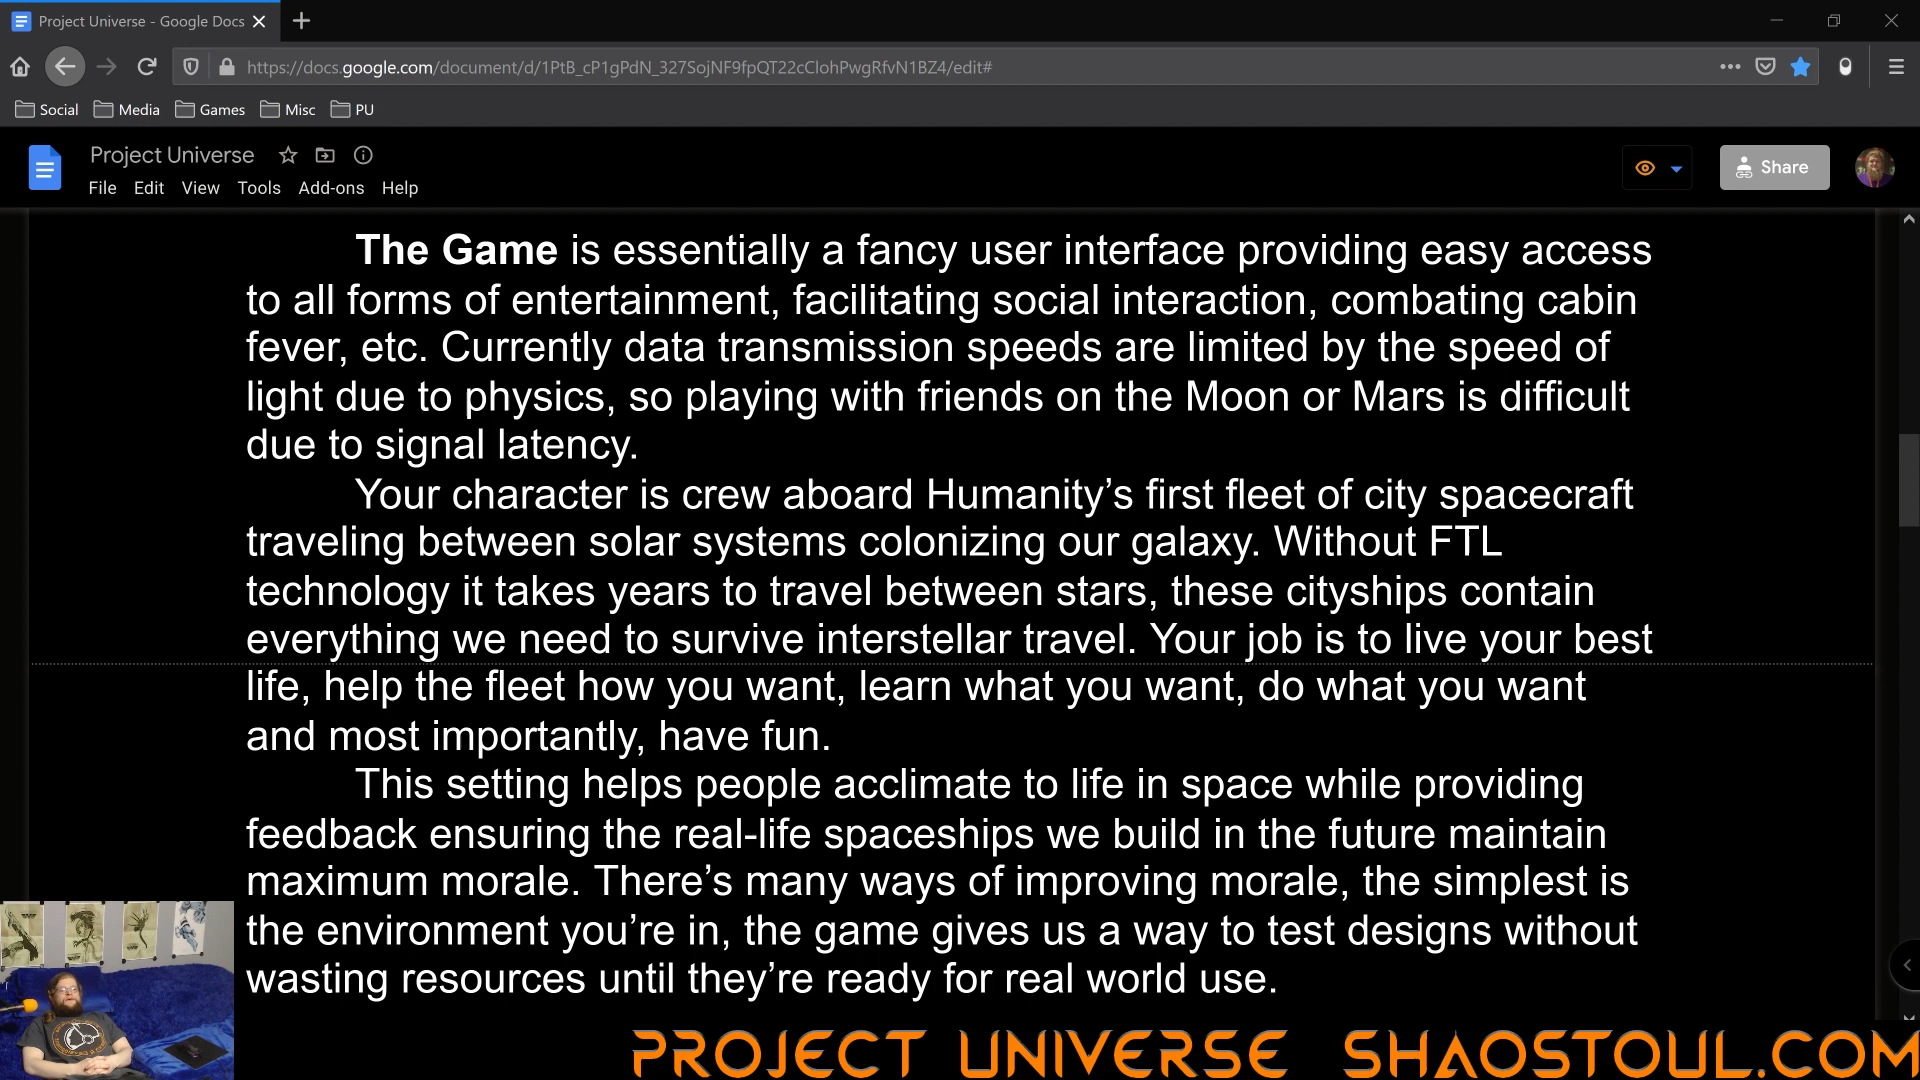 Project Universe - Google Docs
https://docs.google.com/document/d/1PtB_cP1gPdN_327SojNF9fpQT22cClohPwgRfvN1BZ4/edit#
Social Media Games Misc PU
Project Universe
File Edit View Tools Add-ons Help
Share
The Game is essentially a fancy user interface providing easy access
to all forms of entertainment, facilitating social interaction, combating cabin
fever, etc. Currently data transmission speeds are limited by the speed of
light due to physics, so playing with friends on the Moon or Mars is difficult
due to signal latency.
Your character is crew aboard Humanity’s first fleet of city spacecraft
traveling between solar systems colonizing our galaxy. Without FTL
technology it takes years to travel between stars, these cityships contain
everything we need to survive interstellar travel. Your job is to live your best
life, help the fleet how you want, learn what you want, do what you want
and most importantly, have fun.
This setting helps people acclimate to life in space while providing
feedback ensuring the real-life spaceships we build in the future maintain
maximum morale. There’s many ways of improving morale, the simplest is
the environment you’re in, the game gives us a way to test designs without
wasting resources until they’re ready for real world use.
PROJECT UNIVERSE SHAOSTOUL.COM